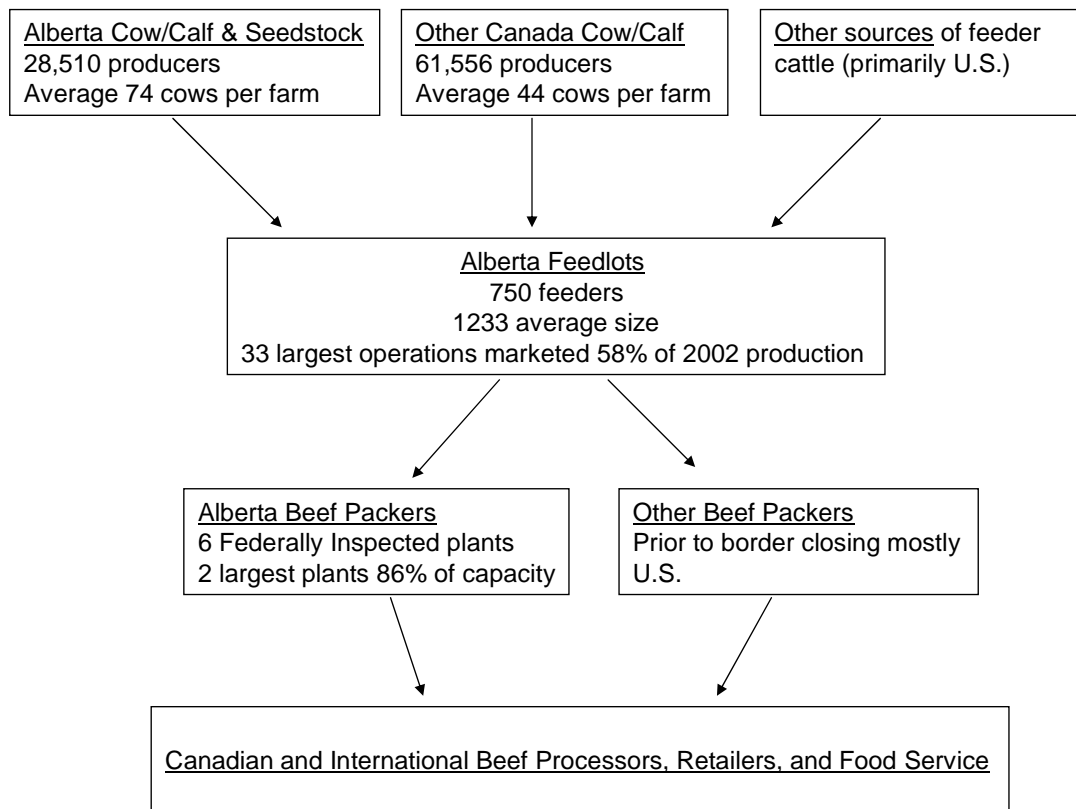 Alberta Cow/Calf & Seedstock
28,510 producers
Average 74 cows per farm
Other Canada Cow/Calf
61,556 producers
Average 44 cows per farm
Other sources of feeder
cattle (primarily U.S.)
Alberta Feedlots
750 feeders
1233 average size
33 largest operations marketed 58% of 2002 production
Alberta Beef Packers
6 Federally Inspected plants
2 largest plants 86% of capacity
Other Beef Packers
Prior to border closing mostly
U.S.
Canadian and International Beef Processors, Retailers, and Food Service